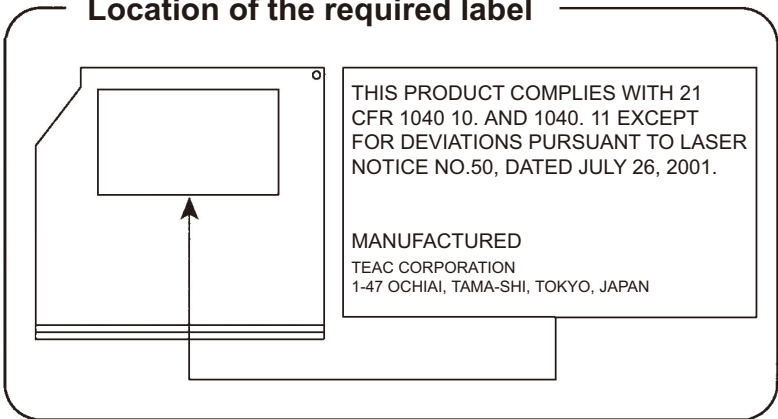 Location of the required label
THIS PRODUCT COMPLIES WITH 21
CFR 1040 10. AND 1040. 11 EXCEPT
FOR DEVIATIONS PURSUANT TO LASER
NOTICE NO.50, DATED JULY 26, 2001.
MANUFACTURED
TEAC CORPORATION
1-47 OCHIAI, TAMA-SHI, TOKYO, JAPAN